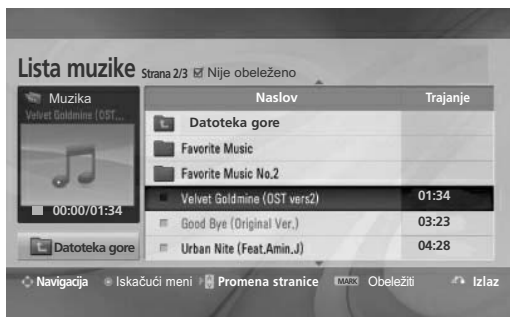 Lista muzike Strana 2/3 Nije obeleženo
Muzika
Velvet Goldmine (OST...
00:00/01:34
Datoteka gore
Naslov Trajanje
Datoteka gore
Favorite Music
Favorite Music No.2
Velvet Goldmine (OST vers2) 01:34
Good Bye (Original Ver.) 03:23
Urban Nite (Feat.Amin.J) 04:28
Navigacija Iskačući meni Promena stranice MARK Obeležiti Izlaz